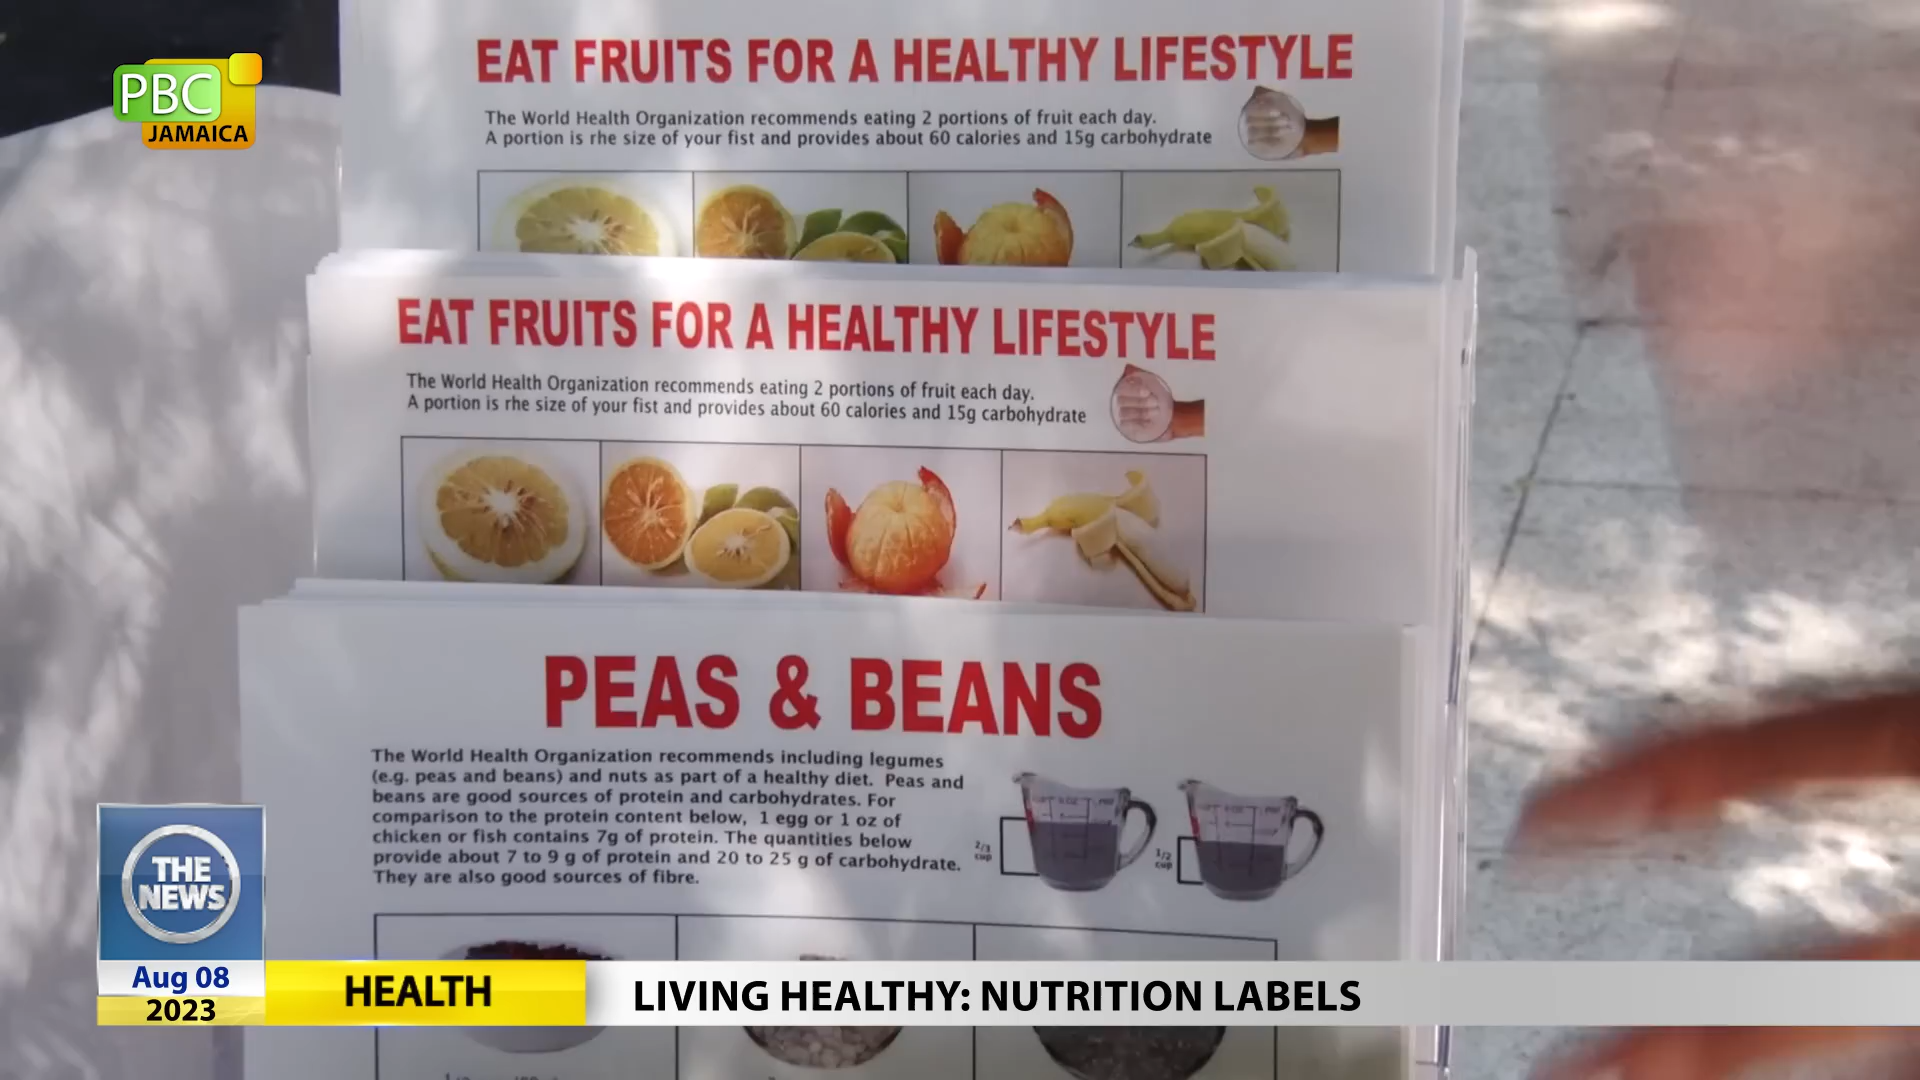 PBC
JAMAICA
EAT FRUITS FOR A HEALTHY LIFESTYLE
The World Health Organization recommends eating 2 portions of fruit each day.
A portion is rhe size of your fist and provides about 60 calories and 15g carbohydrate
EAT FRUITS FOR A HEALTHY LIFESTYLE
The World Health Organization recommends eating 2 portions of fruit each day.
A portion is rhe size of your fist and provides about 60 calories and 15g carbohydrate
PEAS & BEANS
The World Health Organization recommends including legumes
(e.g. peas and beans) and nuts as part of a healthy diet. Peas and
beans are good sources of protein and carbohydrates. For
comparison to the protein content below, 1 egg or 1 oz of
chicken or fish contains 7g of protein. The quantities below
provide about 7 to 9 g of protein and 20 to 25 g of carbohydrate.
They are also good sources of fibre.
2/3
cup
1/2
cup
THE
NEWS
Aug 08
2023
HEALTH
LIVING HEALTHY: NUTRITION LABELS